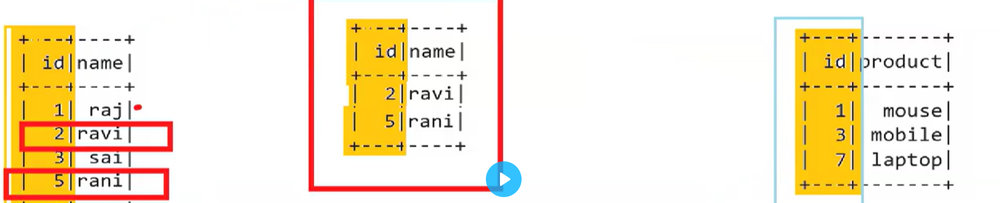 +----+----+
| id|name|
+----+----+
| 1| raj|
| 2|ravi|
| 3| sai|
| 5|rani|
+----+----+
+----+----+
| id|name|
+----+----+
| 2|ravi|
| 5|rani|
+----+----+
+----+-------+
| id|product|
+----+-------+
| 1| mouse|
| 3| mobile|
| 7| laptop|
+----+-------+